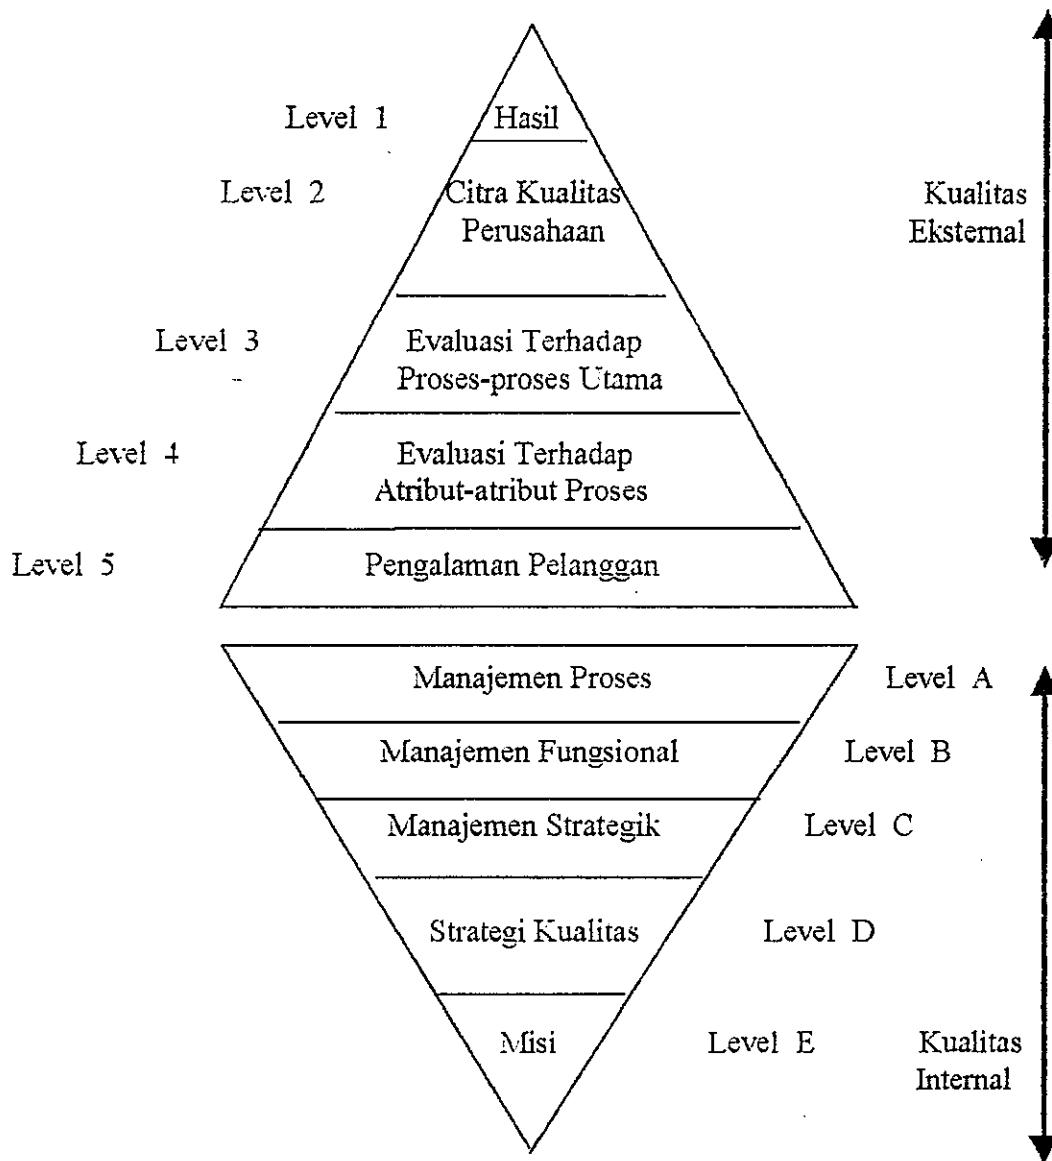 Level 1 Hasil
Level 2 Citra Kualitas
Perusahaan
Kualitas
Eksternal
Level 3 Evaluasi Terhadap
Proses-proses Utama
Level 4 Evaluasi Terhadap
Atribut-atribut Proses
Level 5 Pengalaman Pelanggan
Manajemen Proses Level A
Manajemen Fungsional Level B
Manajemen Strategik Level C
Strategi Kualitas Level D
Misi Level E
Kualitas
Internal